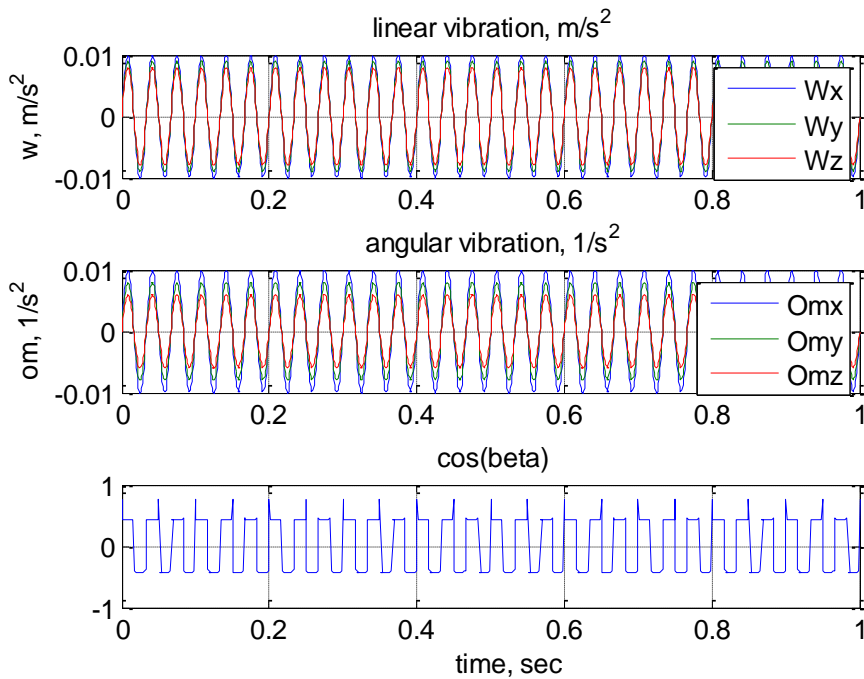 linear vibration, m/s²
w, m/s²
0.01
0
-0.01
Wx
Wy
Wz
0 0.2 0.4 0.6 0.8 1
angular vibration, 1/s²
om, 1/s²
0.01
0
-0.01
Omx
Omy
Omz
0 0.2 0.4 0.6 0.8 1
cos(beta)
1
0
-1
0 0.2 0.4 0.6 0.8 1
time, sec